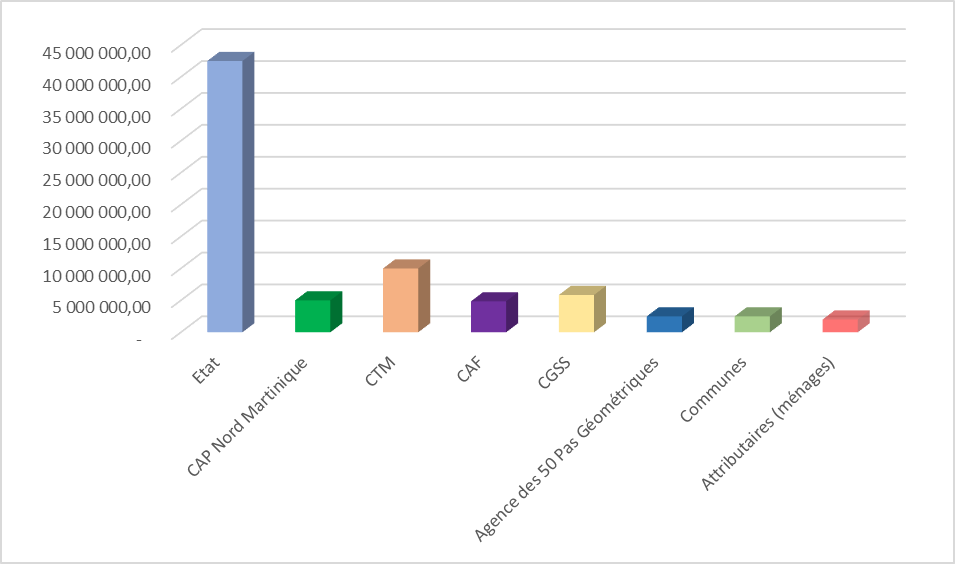 45 000 000,00
40 000 000,00
35 000 000,00
30 000 000,00
25 000 000,00
20 000 000,00
15 000 000,00
10 000 000,00
5 000 000,00
-
Etat
CAP Nord Martinique
CTM
CAF
CGSS
Agence des 50 Pas Géométriques
Communes
Attributaires (ménages)